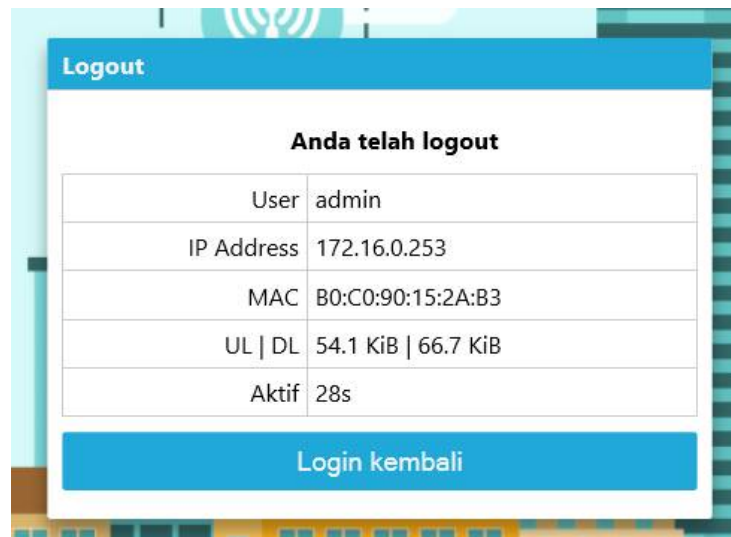 Logout
Anda telah logout
User admin
IP Address 172.16.0.253
MAC B0:C0:90:15:2A:B3
UL | DL 54.1 KiB | 66.7 KiB
Aktif 28s
Login kembali